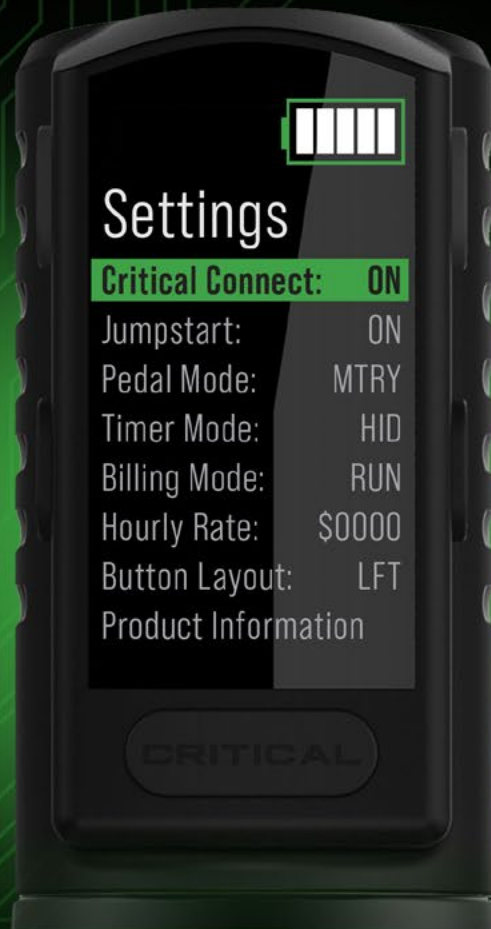 Settings
Critical Connect: ON
Jumpstart: ON
Pedal Mode: MTRY
Timer Mode: HID
Billing Mode: RUN
Hourly Rate: $0000
Button Layout: LFT
Product Information
CRITICAL